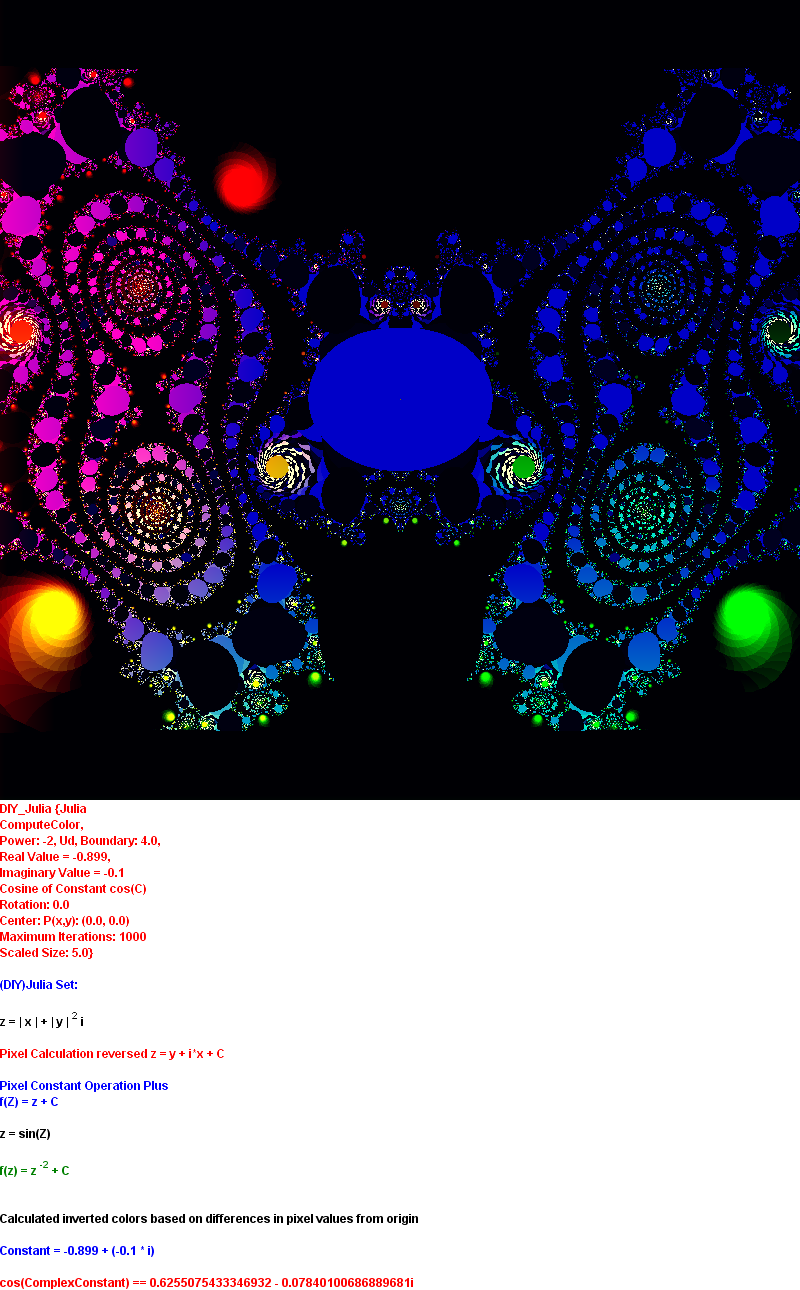 DIY_Julia {Julia
ComputeColor,
Power: -2, Ud, Boundary: 4.0,
Real Value = -0.899,
Imaginary Value = -0.1
Cosine of Constant cos(C)
Rotation: 0.0
Center: P(x,y): (0.0, 0.0)
Maximum Iterations: 1000
Scaled Size: 5.0}
(DIY)Julia Set:
z = | x | + | y | ² i
Pixel Calculation reversed z = y + i*x + C
Pixel Constant Operation Plus
f(Z) = z + C
z = sin(Z)
f(z) = z ⁻² + C
Calculated inverted colors based on differences in pixel values from origin
Constant = -0.899 + (-0.1 * i)
cos(ComplexConstant) == 0.6255075433346932 - 0.07840100686889681i